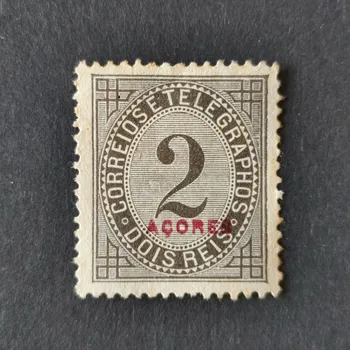 CORREIOS E TELEGRAPHOS
2
AÇORES
DOIS REIS